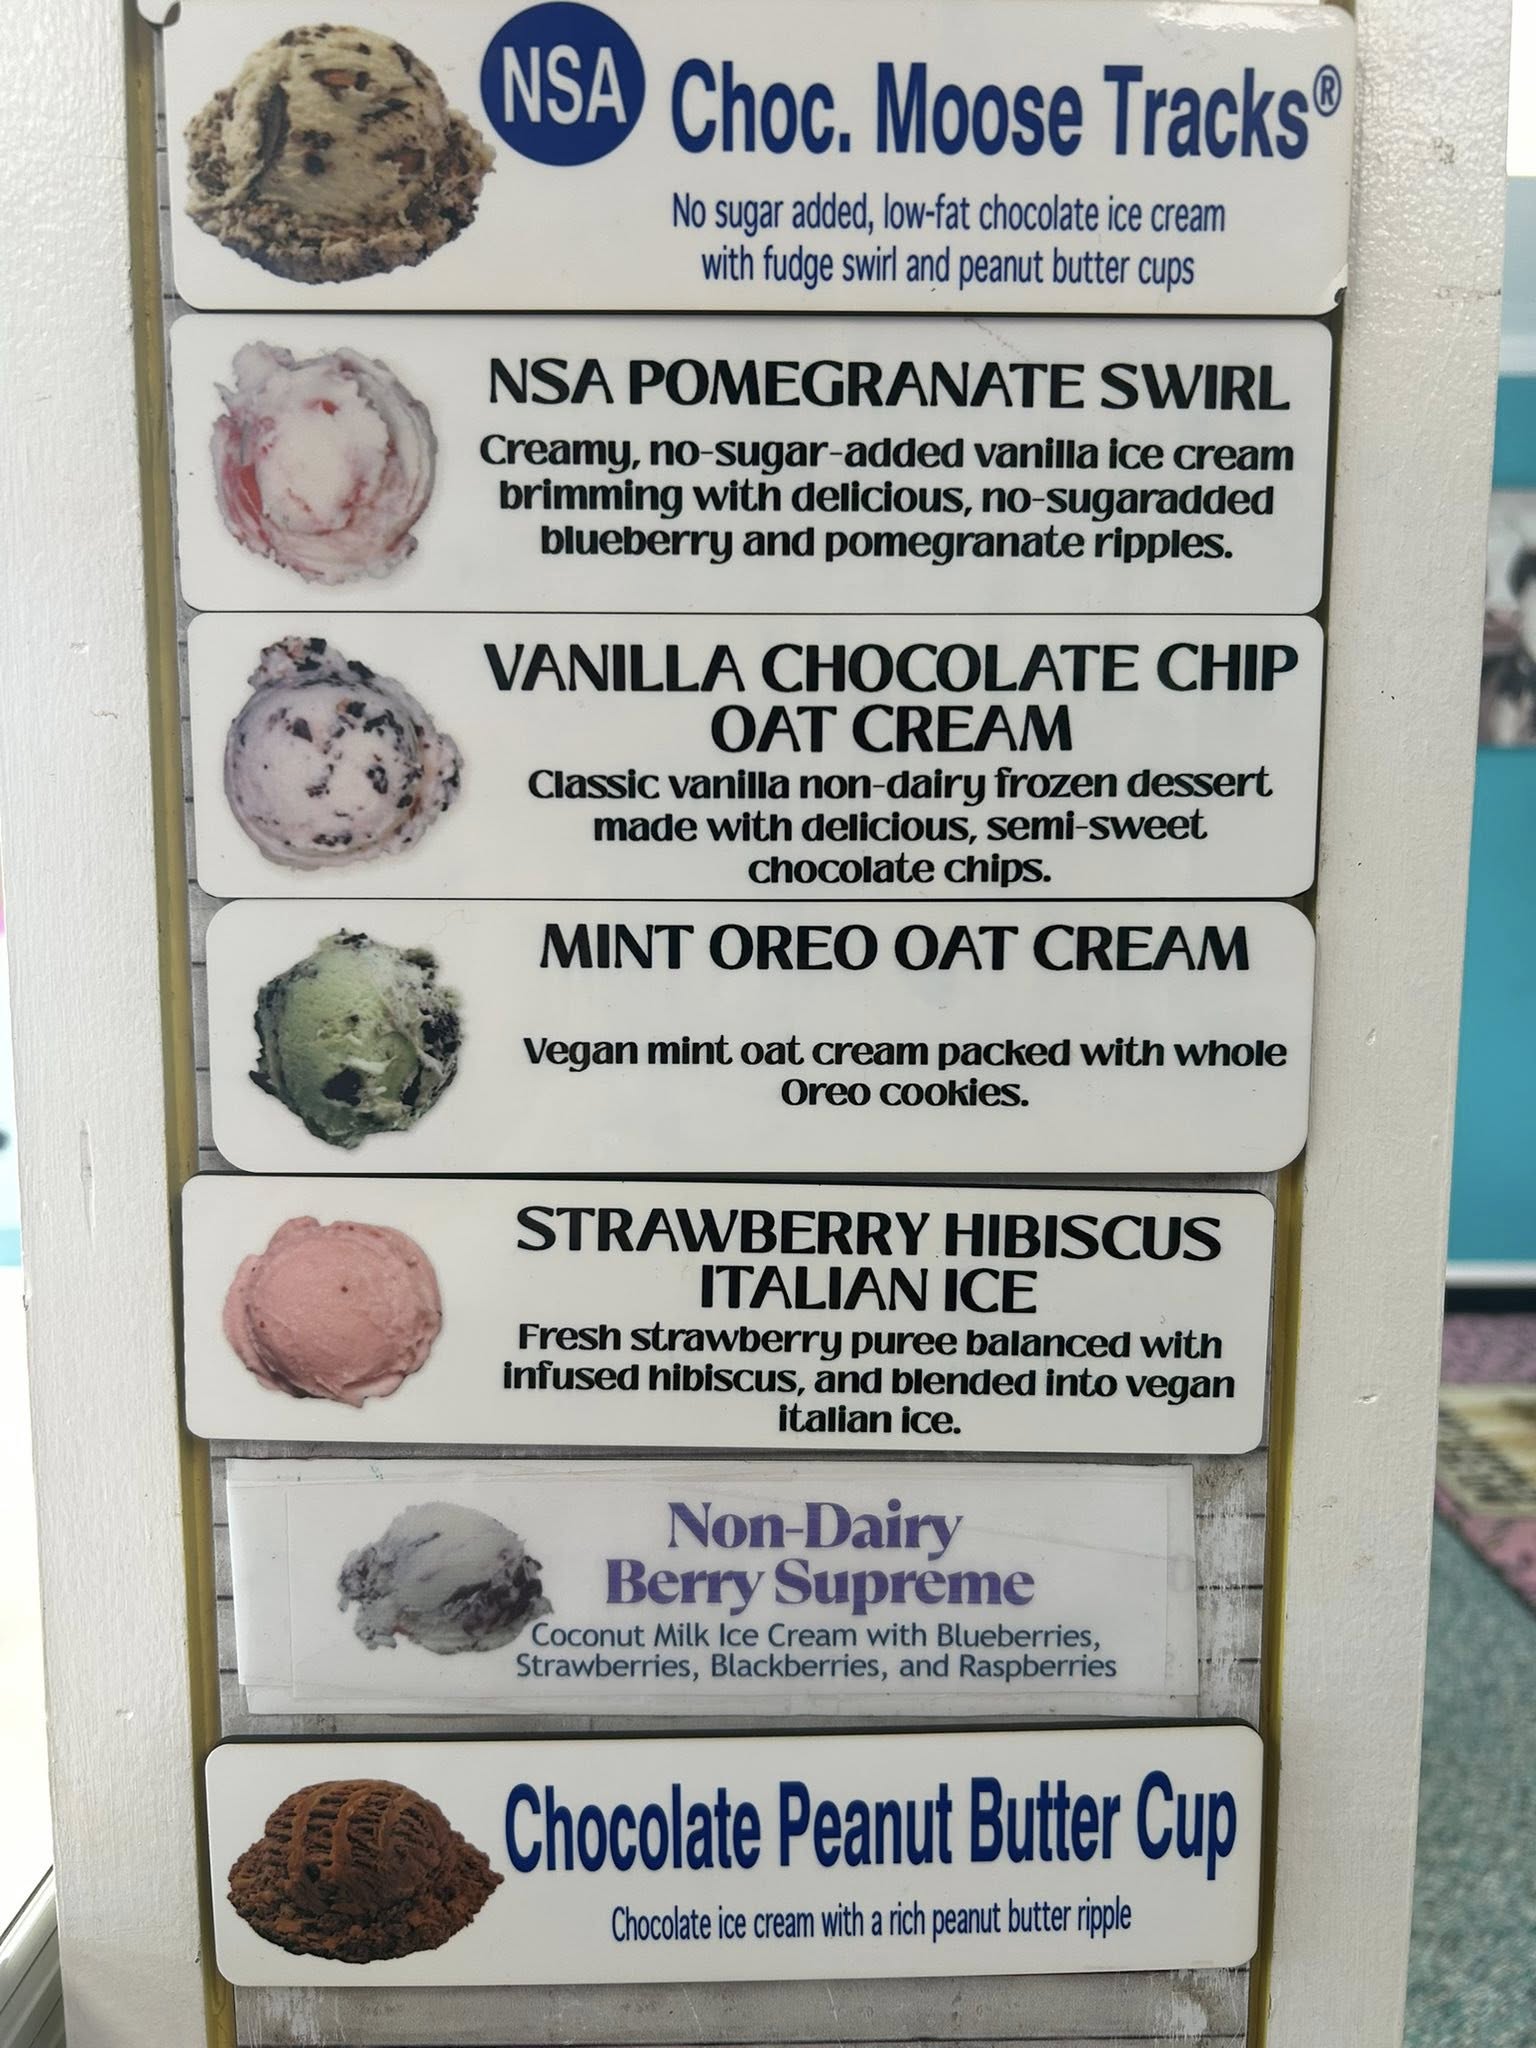 NSA Choc. Moose Tracks®
No sugar added, low-fat chocolate ice cream
with fudge swirl and peanut butter cups
NSA POMEGRANATE SWIRL
Creamy, no-sugar-added vanilla ice cream
brimming with delicious, no-sugaradded
blueberry and pomegranate ripples.
VANILLA CHOCOLATE CHIP
OAT CREAM
Classic vanilla non-dairy frozen dessert
made with delicious, semi-sweet
chocolate chips.
MINT OREO OAT CREAM
Vegan mint oat cream packed with whole
Oreo cookies.
STRAWBERRY HIBISCUS
ITALIAN ICE
Fresh strawberry puree balanced with
infused hibiscus, and blended into vegan
italian ice.
Non-Dairy
Berry Supreme
Coconut Milk Ice Cream with Blueberries,
Strawberries, Blackberries, and Raspberries
Chocolate Peanut Butter Cup
Chocolate ice cream with a rich peanut butter ripple